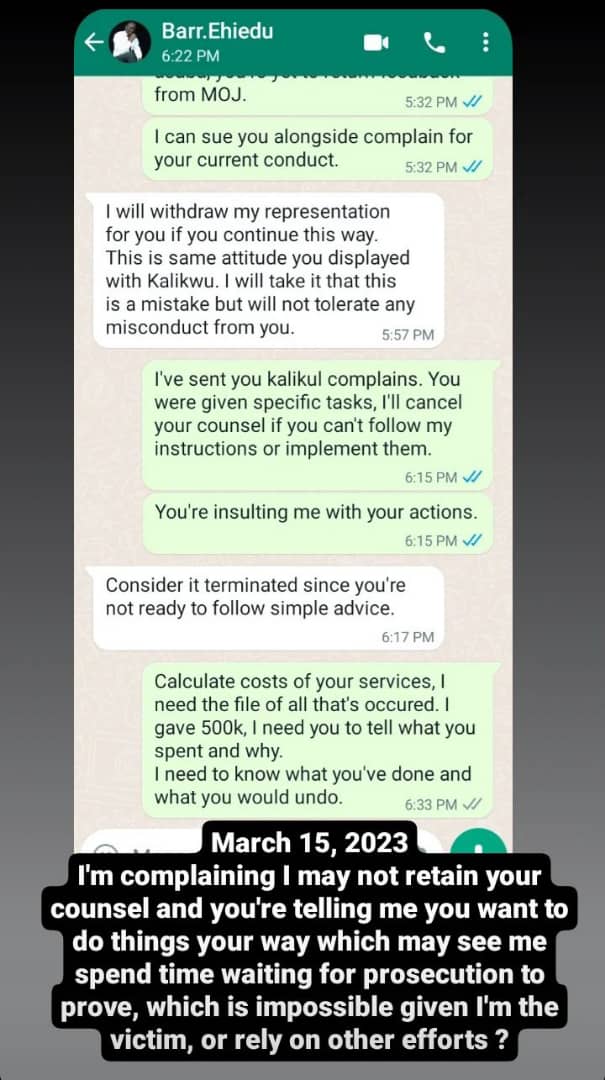 Barr.Ehiedu
6:22 PM
from MOJ.
5:32 PM
I can sue you alongside complain for
your current conduct.
5:32 PM
I will withdraw my representation
for you if you continue this way.
This is same attitude you displayed
with Kalikwu. I will take it that this
is a mistake but will not tolerate any
misconduct from you.
5:57 PM
I've sent you kalikul complains. You
were given specific tasks, I'll cancel
your counsel if you can't follow my
instructions or implement them.
6:15 PM
You're insulting me with your actions.
6:15 PM
Consider it terminated since you're
not ready to follow simple advice.
6:17 PM
Calculate costs of your services, I
need the file of all that's occured. I
gave 500k, I need you to tell what you
spent and why.
I need to know what you've done and
what you would undo.
6:33 PM
March 15, 2023
I'm complaining I may not retain your
counsel and you're telling me you want to
do things your way which may see me
spend time waiting for prosecution to
prove, which is impossible given I'm the
victim, or rely on other efforts ?